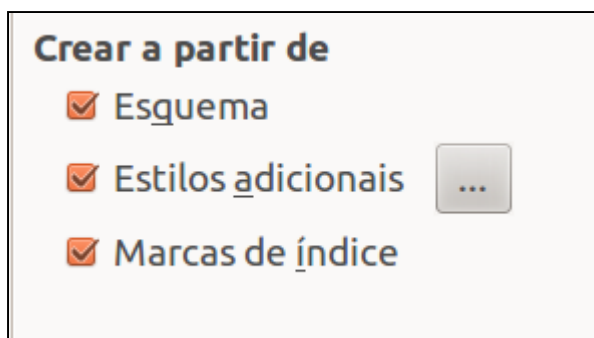 Crear a partir de
Esquema
Estilos adicionais ...
Marcas de índice